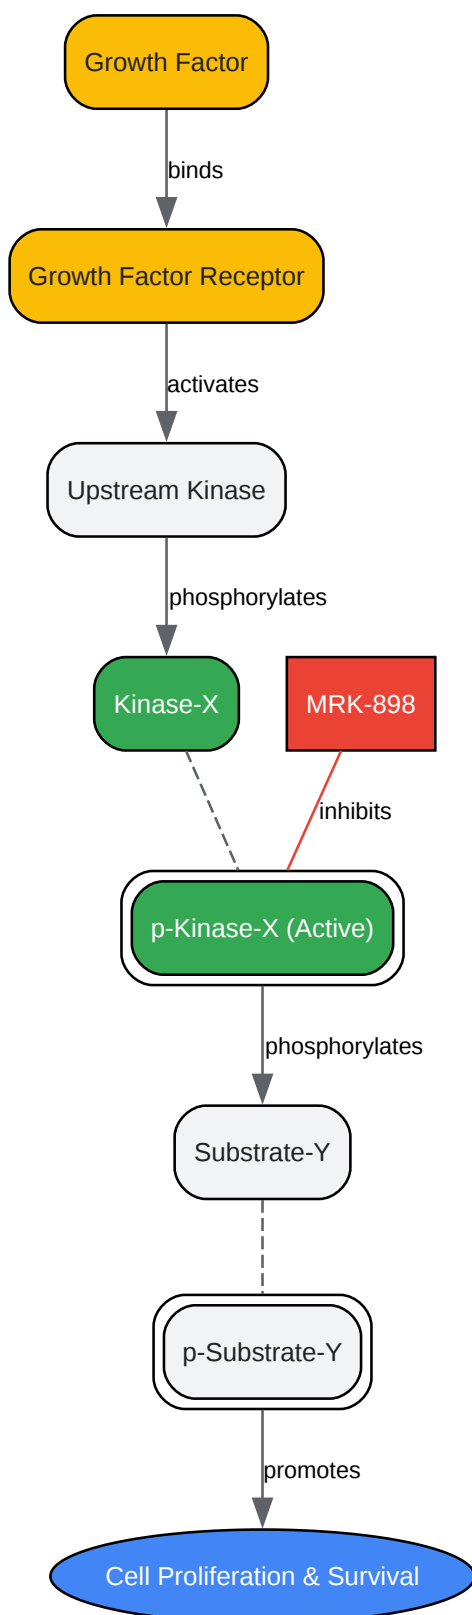 Growth Factor
binds
Growth Factor Receptor
activates
Upstream Kinase
phosphorylates
Kinase-X
MRK-898
inhibits
p-Kinase-X (Active)
phosphorylates
Substrate-Y
p-Substrate-Y
promotes
Cell Proliferation & Survival